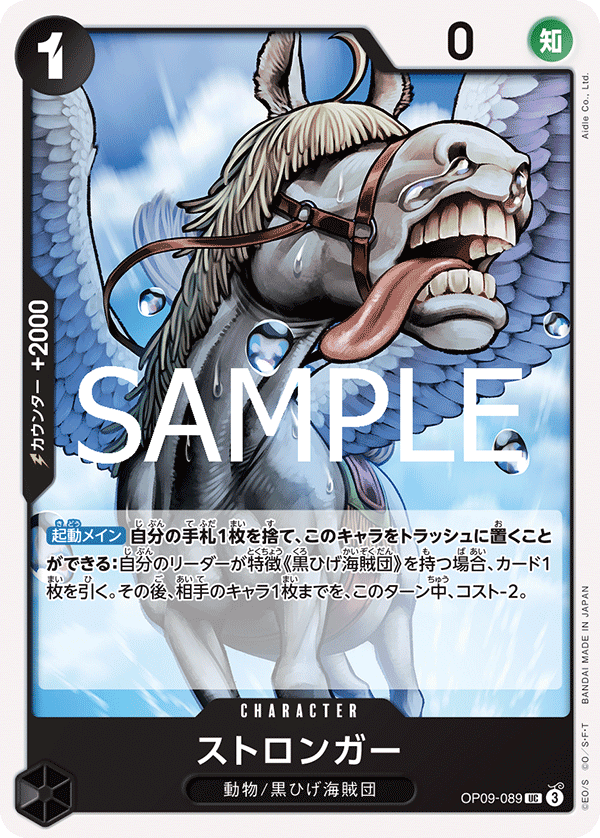 1
0
知
Aidle Co., Ltd.
カウンター +2000
SAMPLE
起動メイン 自分の手札1枚を捨て、このキャラをトラッシュに置くこと
ができる：自分のリーダーが特徴《黒ひげ海賊団》を持つ場合、カード1
枚を引く。その後、相手のキャラ1枚までを、このターン中、コスト-2。
CHARACTER
ストロンガー
動物/黒ひげ海賊団
OP09-089 UC 3
©E.O/S ©O/S・F・T BANDAI MADE IN JAPAN